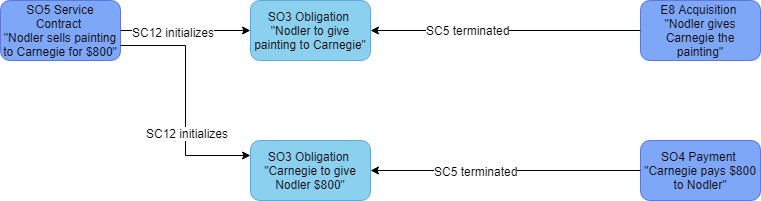 SO5 Service
Contract
"Nodler sells painting
to Carnegie for $800"
SC12 initializes
SO3 Obligation
"Nodler to give
painting to Carnegie"
SC5 terminated
E8 Acquisition
"Nodler gives
Carnegie the
painting"
SC12 initializes
SO3 Obligation
"Carnegie to give
Nodler $800"
SC5 terminated
SO4 Payment
"Carnegie pays $800
to Nodler"